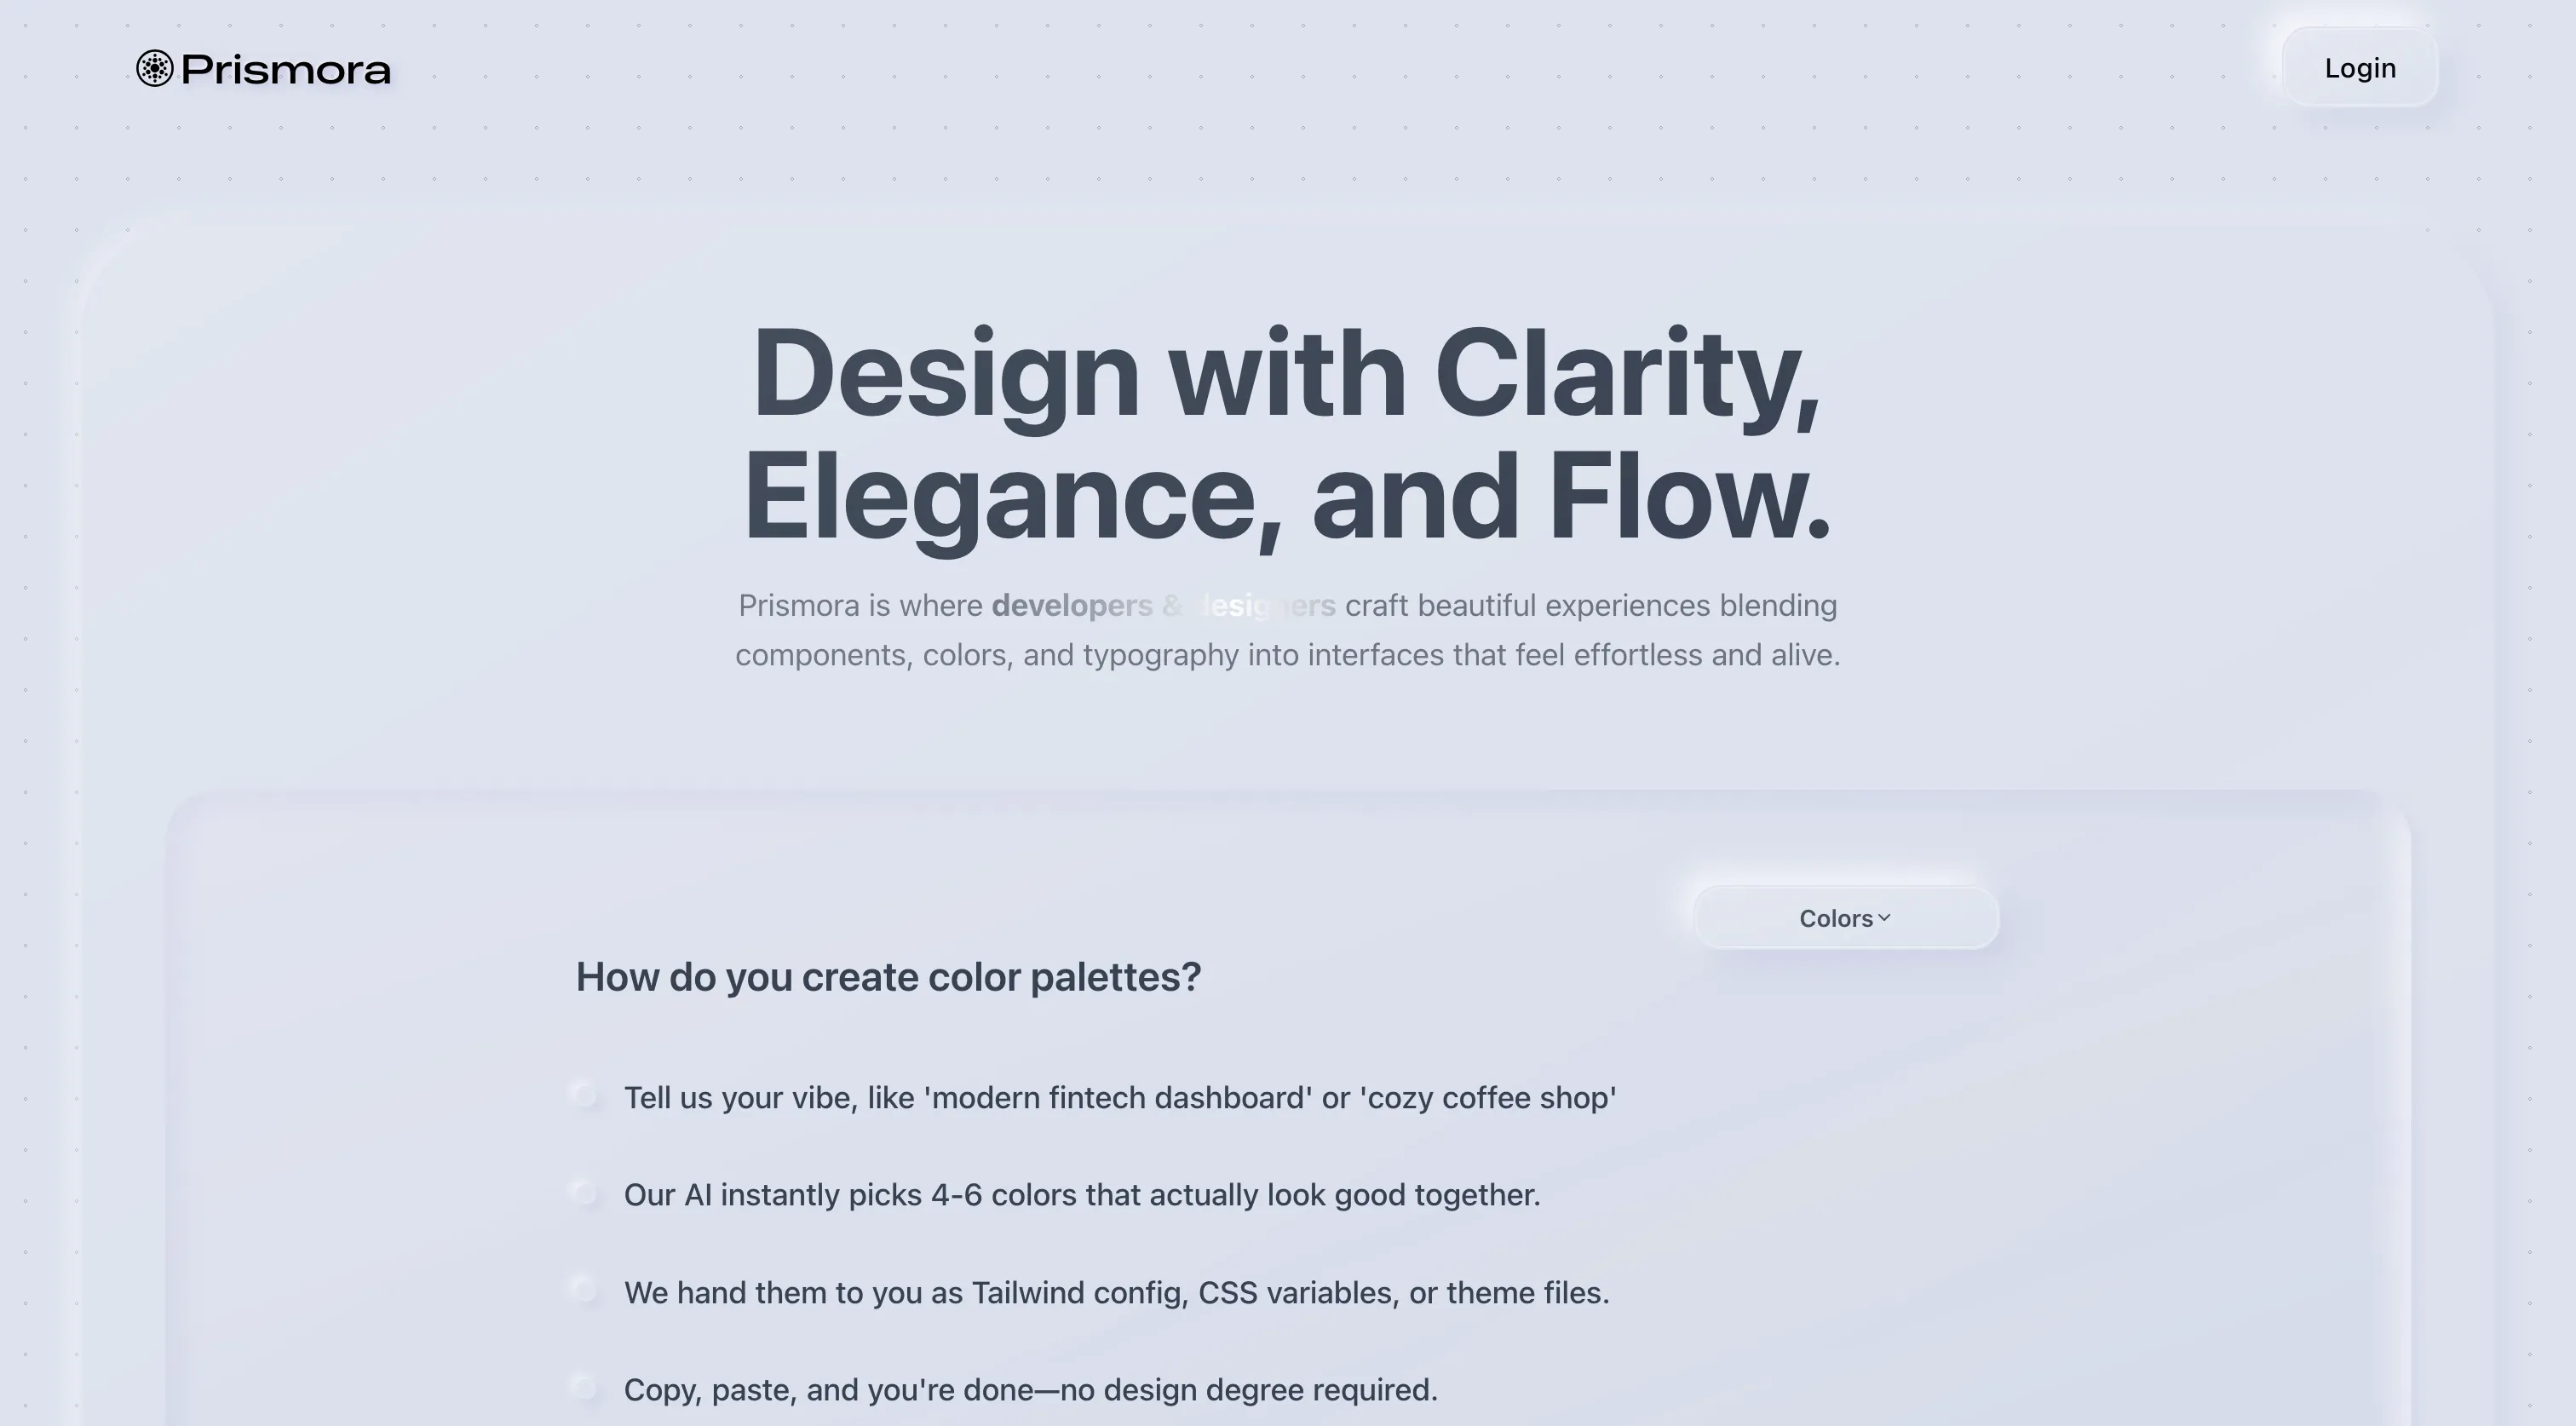 Prismora
Login
Design with Clarity,
Elegance, and Flow.
Prismora is where developers & designers craft beautiful experiences blending
components, colors, and typography into interfaces that feel effortless and alive.
Colors
How do you create color palettes?
Tell us your vibe, like 'modern fintech dashboard' or 'cozy coffee shop'
Our AI instantly picks 4-6 colors that actually look good together.
We hand them to you as Tailwind config, CSS variables, or theme files.
Copy, paste, and you're done—no design degree required.